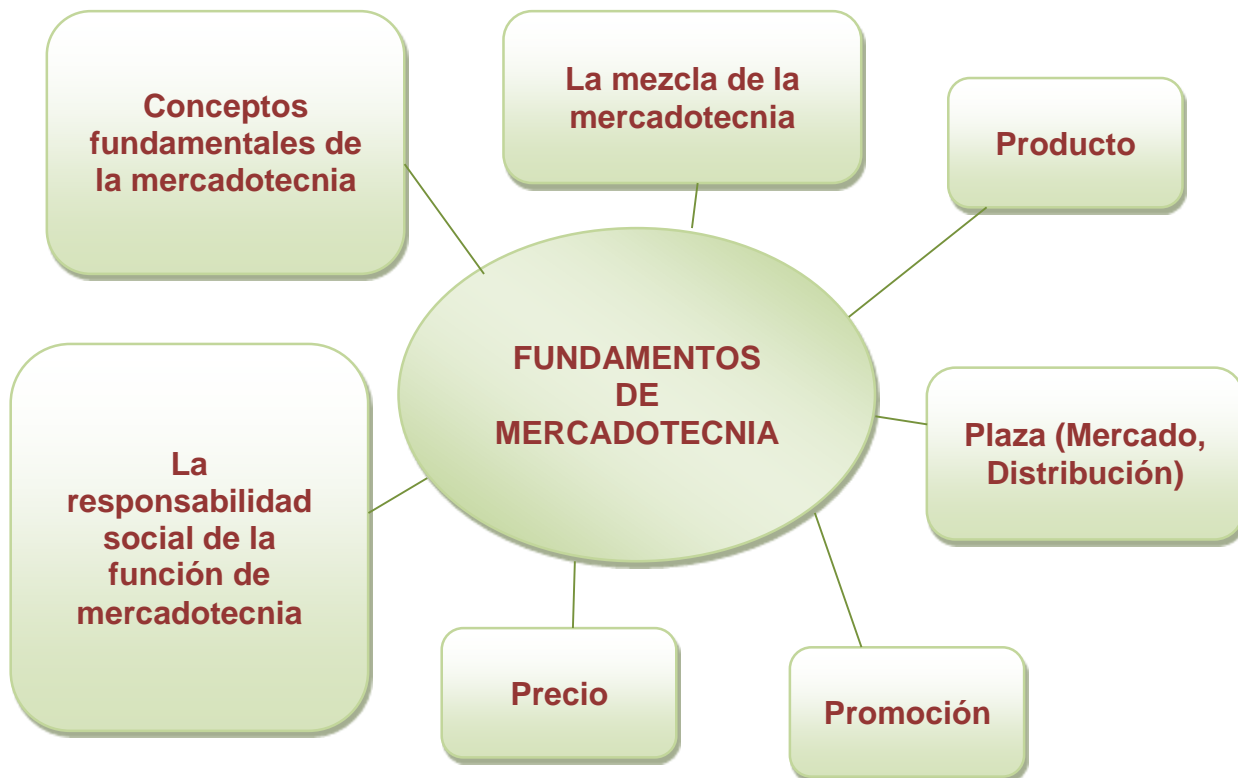 Conceptos
fundamentales de
la mercadotecnia
La mezcla de la
mercadotecnia
Producto
FUNDAMENTOS
DE
MERCADOTECNIA
Plaza (Mercado,
Distribución)
La
responsabilidad
social de la
función de
mercadotecnia
Precio
Promoción